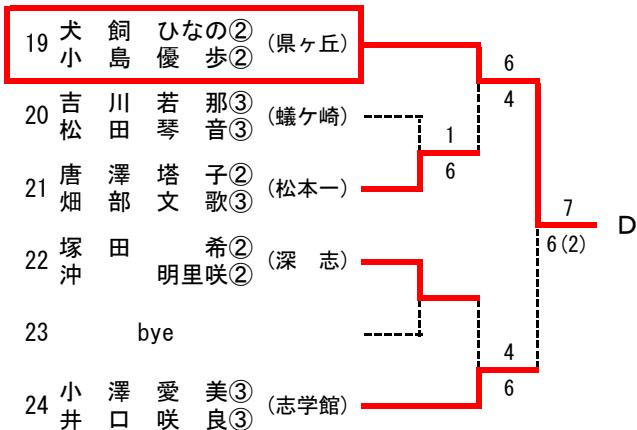 19 犬飼 ひなの② (県ヶ丘)
小島優歩②
20 吉川若那③ (蟻ケ崎)
松田琴音③
21 唐澤塔子② (松本一)
畑部文歌③
22 塚田 希② (深 志)
沖 明里咲②
23 bye
24 小澤愛美③ (志学館)
井口咲良③
6
4
1
6
7
6(2)
D
4
6